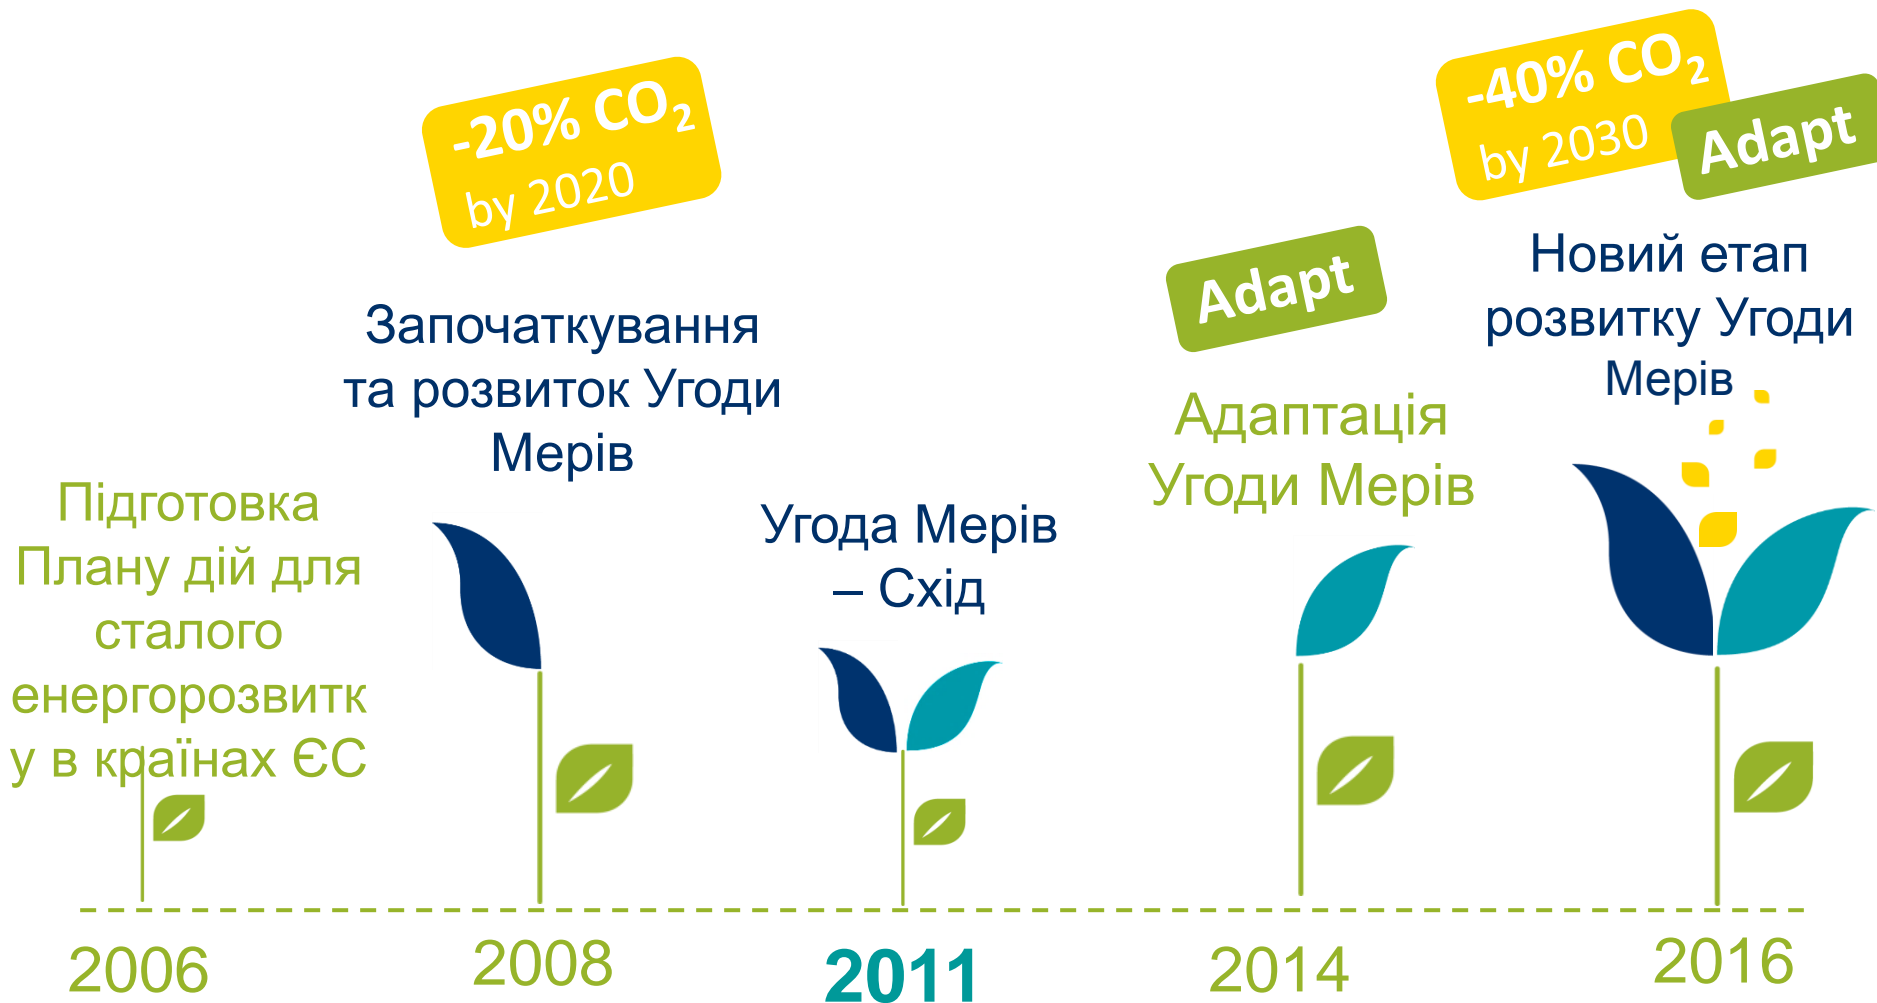 Підготовка
Плану дій для
сталого
енергорозвитк
у в країнах ЄС
2006
-20% CO₂
by 2020
Започаткування
та розвиток Угоди
Мерів
2008
Угода Мерів
– Схід
2011
Adapt
Адаптація
Угоди Мерів
2014
-40% CO₂
by 2030
Adapt
Новий етап
розвитку Угоди
Мерів
2016